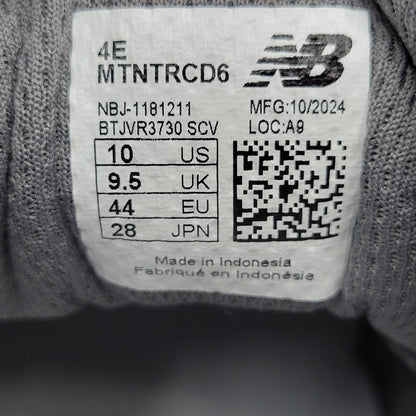 4E
MTNTRCD6
NB
NBJ-1181211
MFG:10/2024
BTJVR3730 SCV
LOC:A9
10 US
9.5 UK
44 EU
28 JPN
Made in Indonesia
Fabriqué en Indonésie